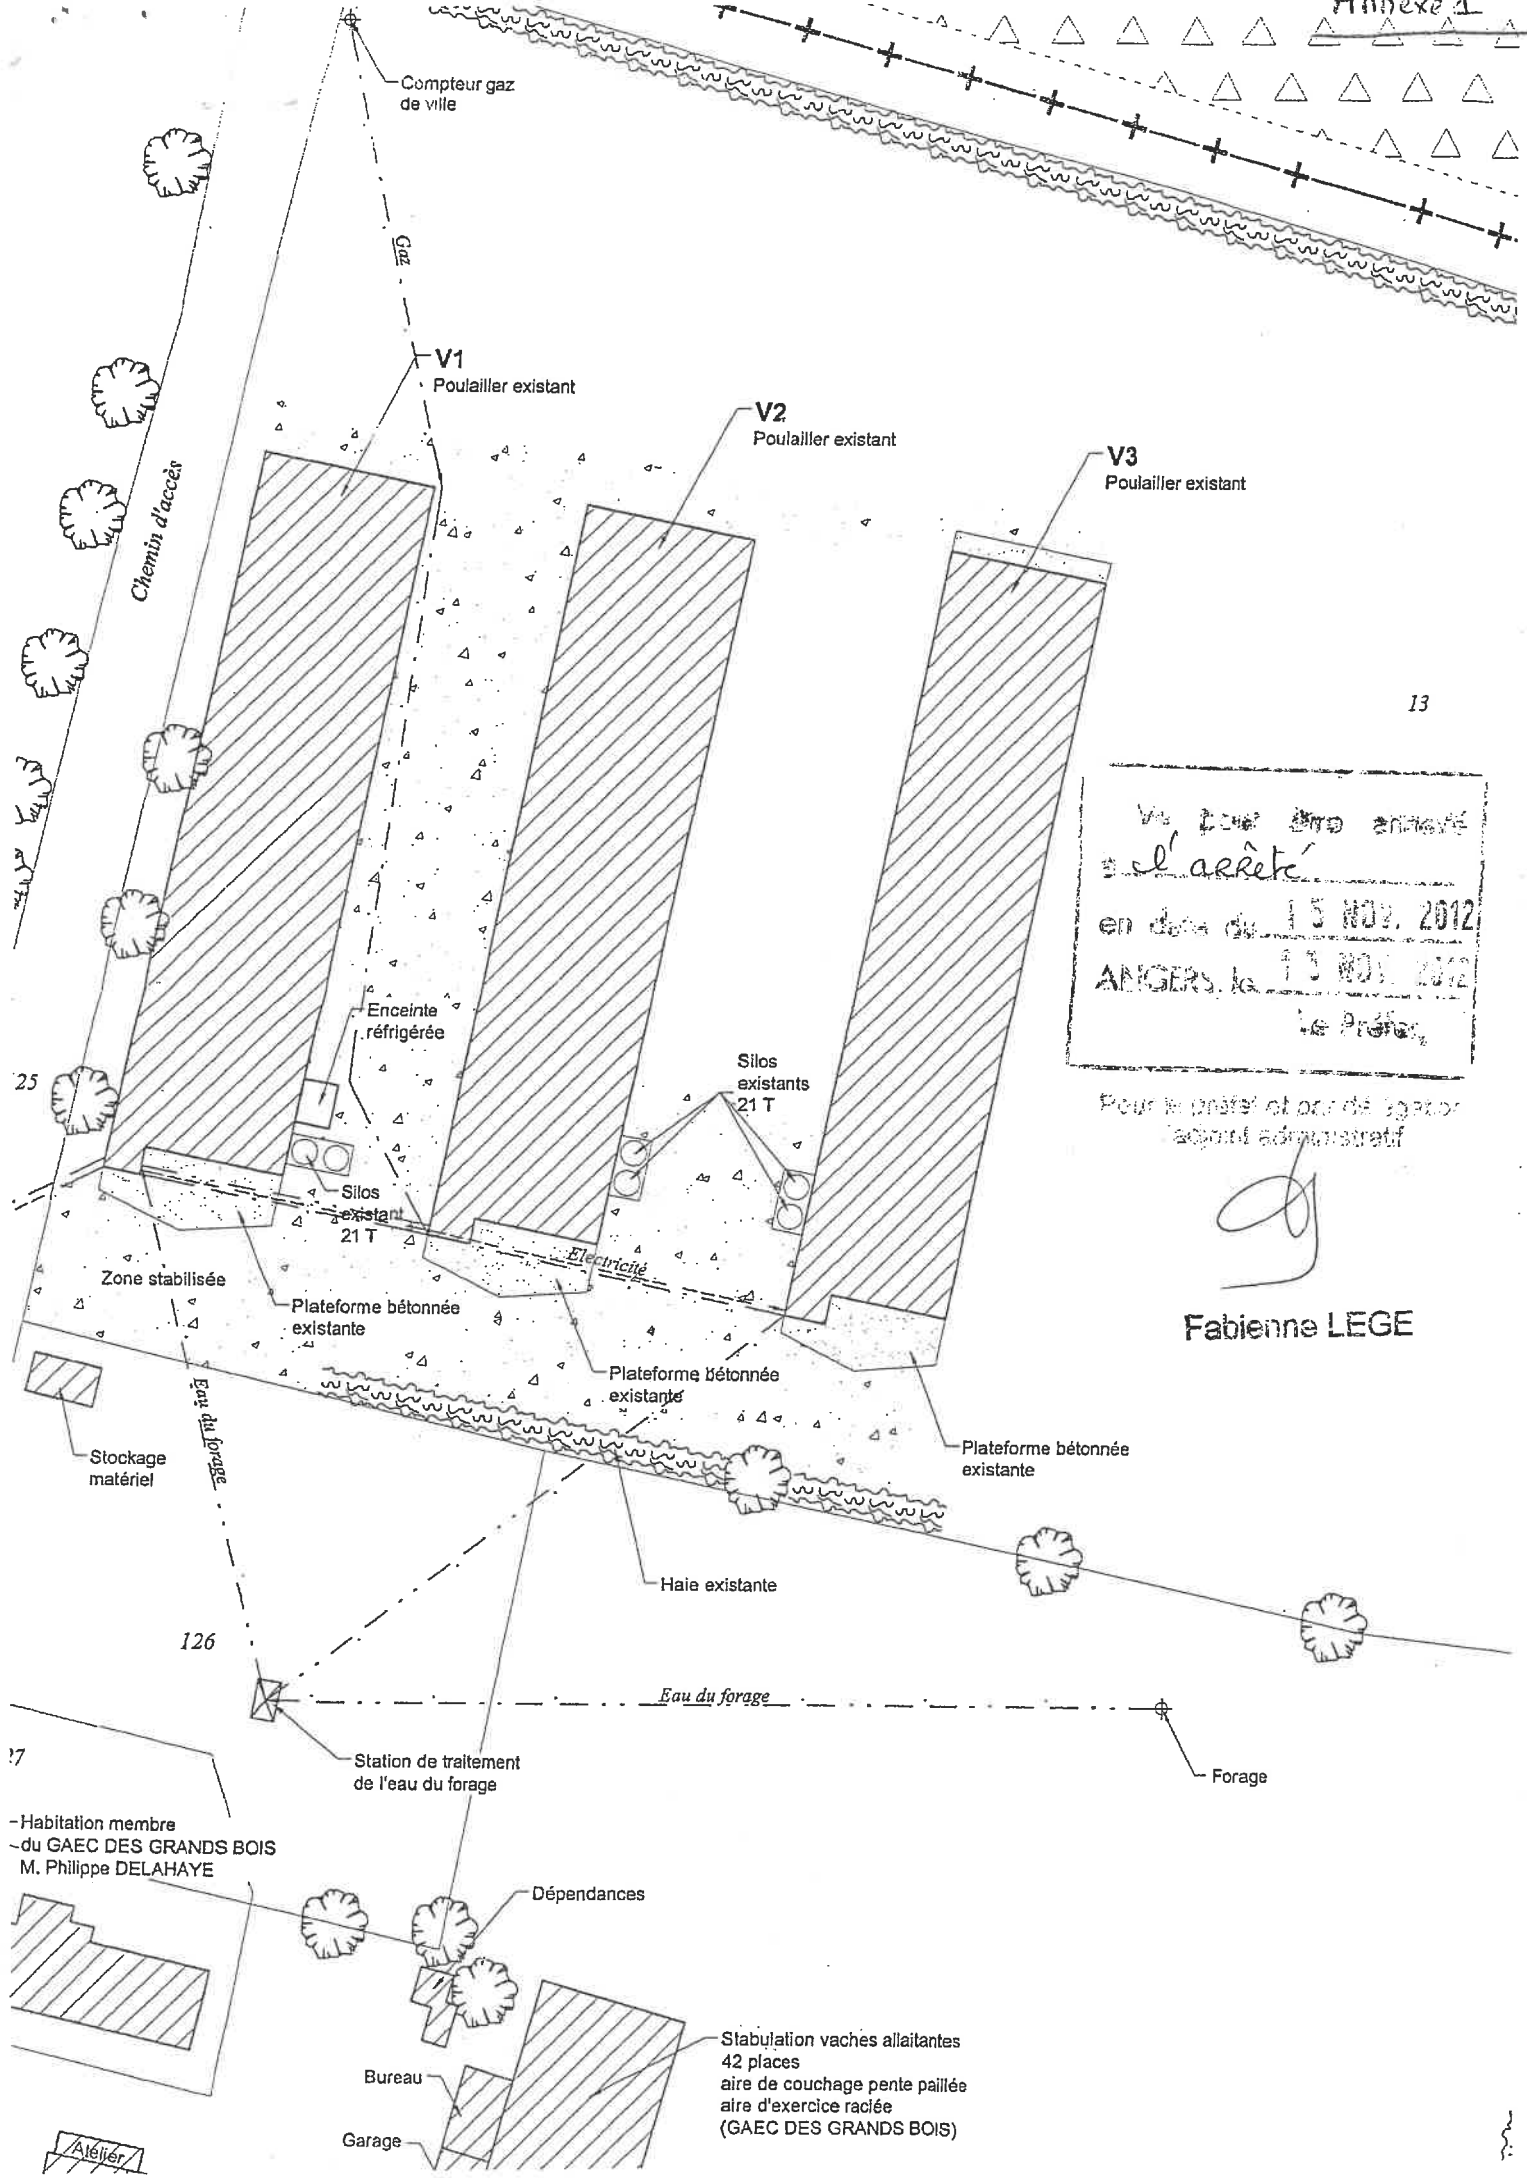 Annexe 1
Compteur gaz
de ville
Gaz
V1
Poulailler existant
V2
Poulailler existant
V3
Poulailler existant
Chemin d'accès
13
Vu pour être annexé
à l'arrêté
en date du 15 NOV. 2012
ANGERS, le 15 NOV. 2012
Le Préfet,
Pour le préfet et par délégation
adjoint administratif
Fabienne LEGE
Enceinte
réfrigérée
Silos
existants
21 T
25
Silos
existant
21 T
Electricité
Zone stabilisée
Plateforme bétonnée
existante
Plateforme bétonnée
existante
Plateforme bétonnée
existante
Eau du forage
Stockage
matériel
Haie existante
126
Eau du forage
Station de traitement
de l'eau du forage
Forage
27
Habitation membre
du GAEC DES GRANDS BOIS
M. Philippe DELAHAYE
Dépendances
Stabulation vaches allaitantes
42 places
aire de couchage pente paillée
aire d'exercice raclée
(GAEC DES GRANDS BOIS)
Bureau
Garage
Atelier